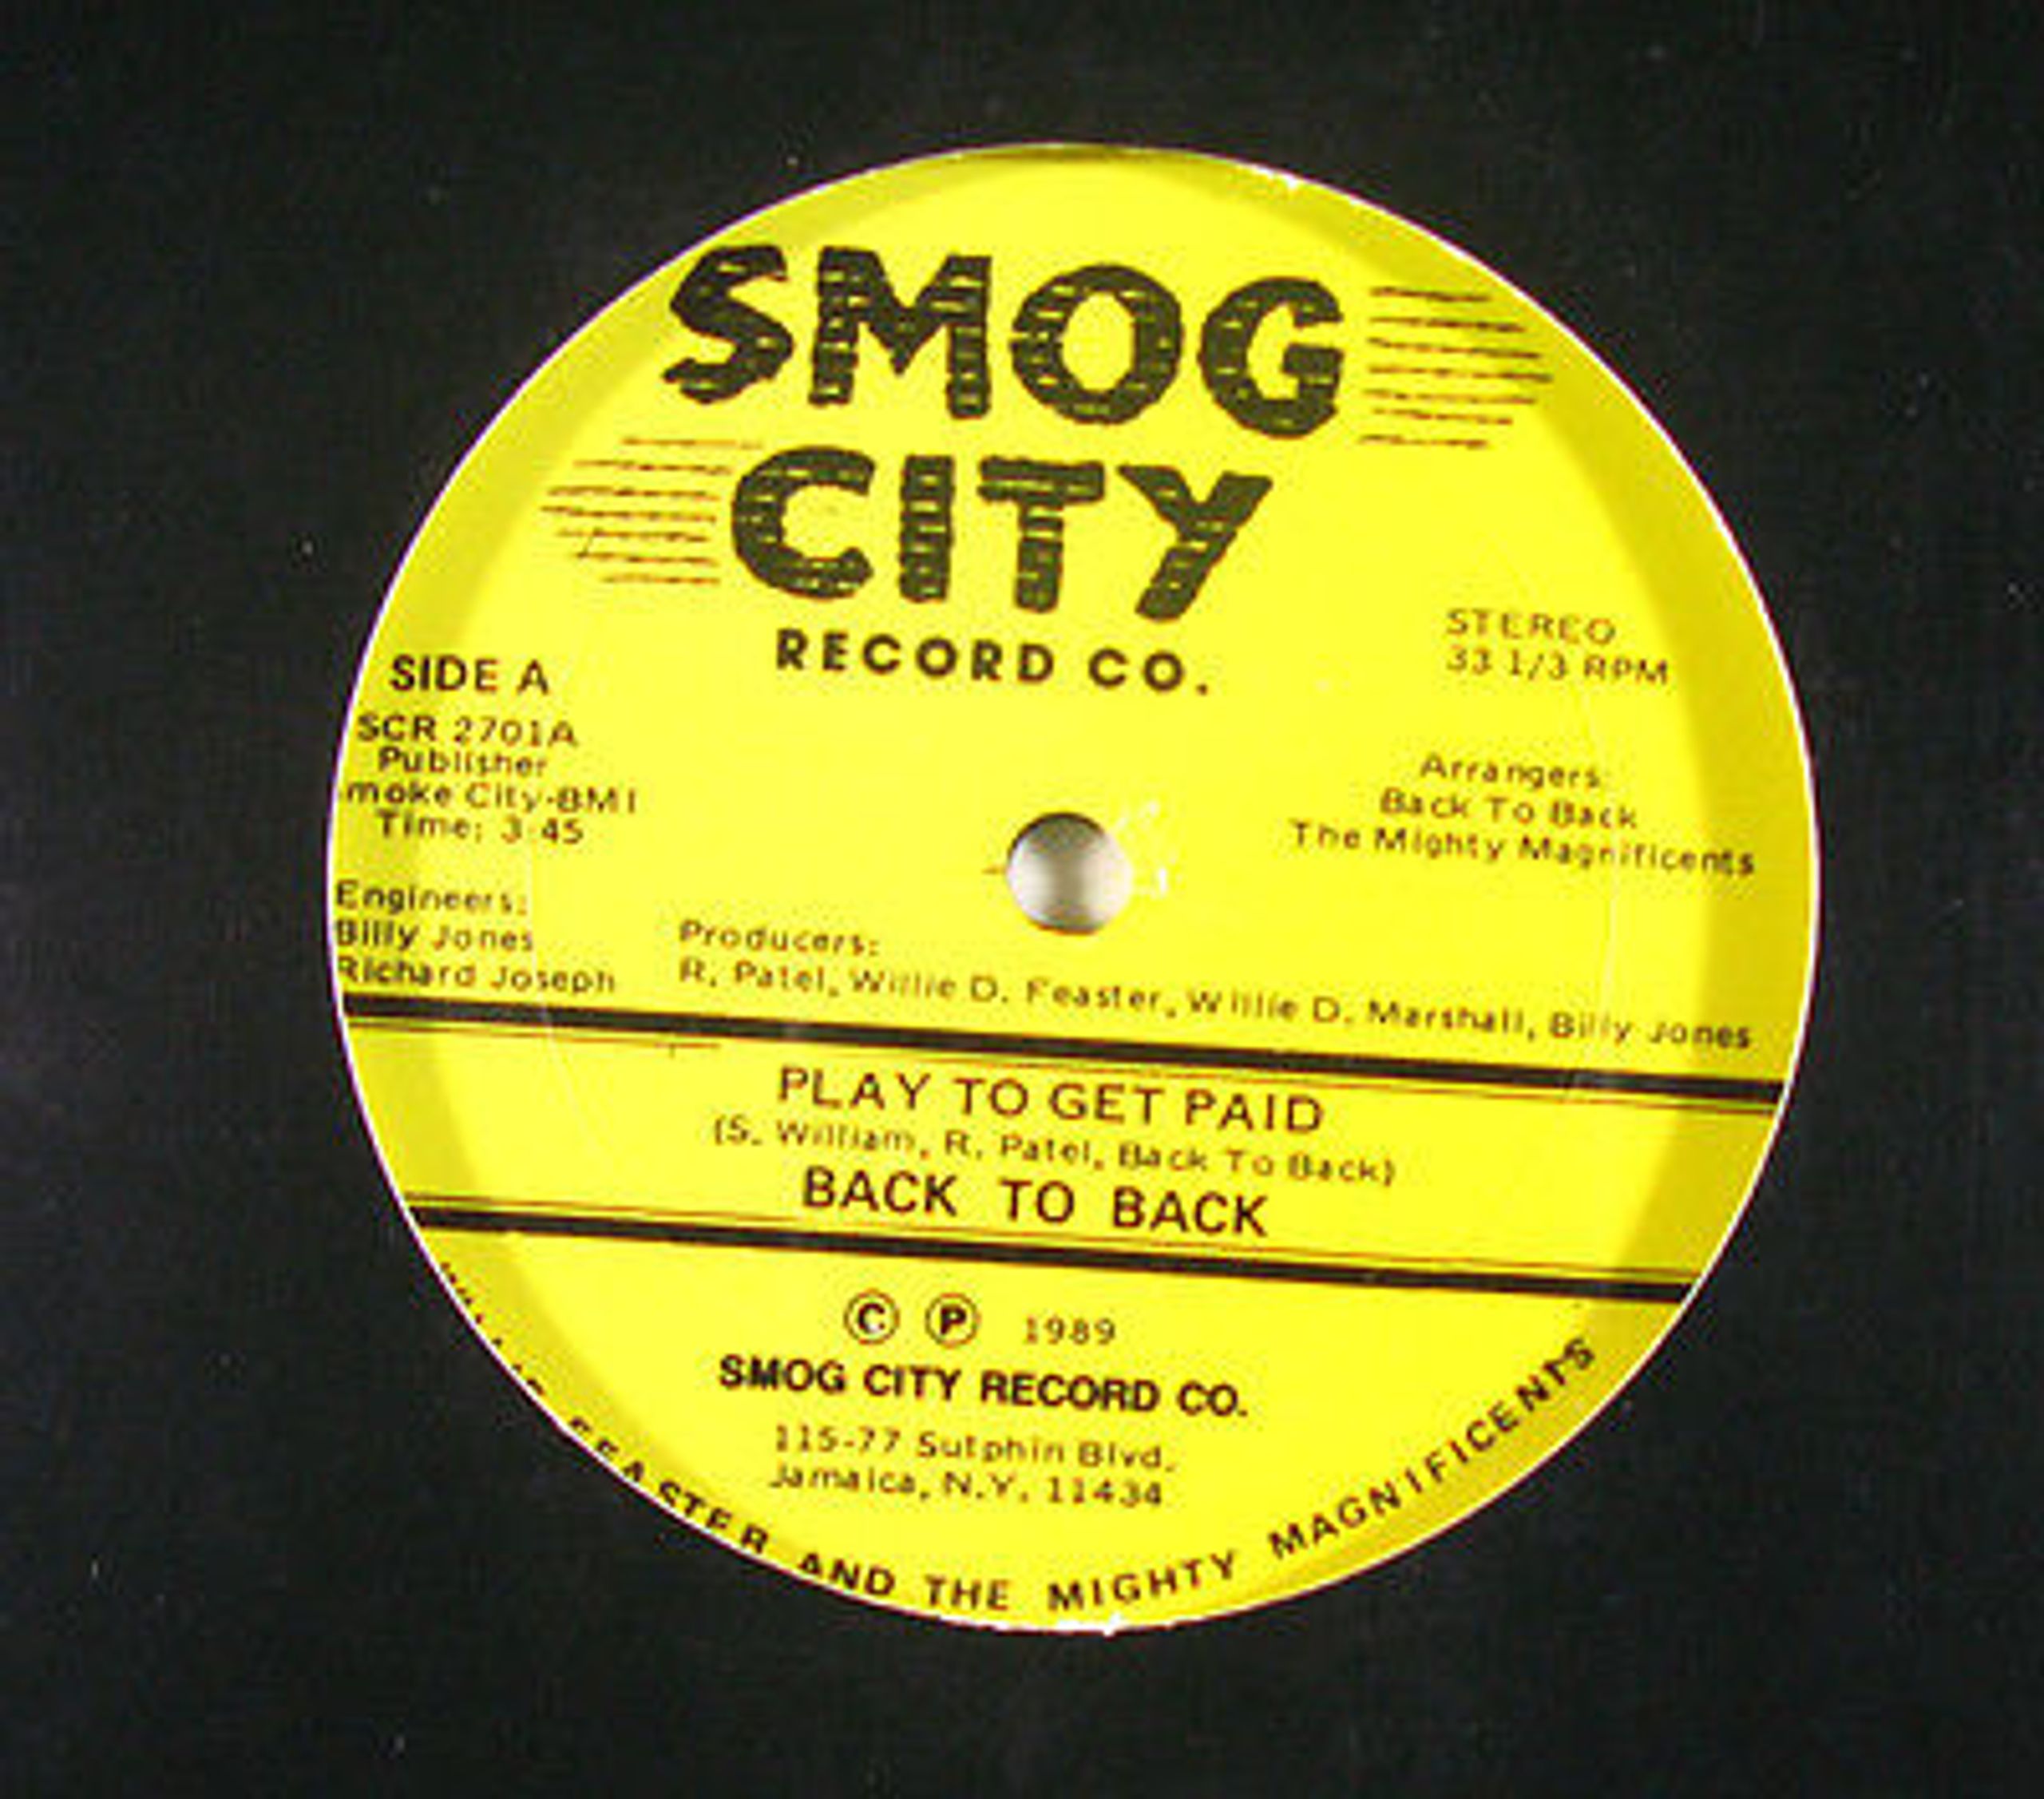 SMOG
CITY
RECORD CO.
STEREO
33 1/3 RPM
SIDE A
SCR 2701A
Publisher
moke City-BMI
Time: 3:45
Arrangers:
Back To Back
The Mighty Magnificents
Engineers:
Billy Jones
Richard Joseph
Producers:
R. Patel, Willie D. Feaster, Willie D. Marshall, Billy Jones
PLAY TO GET PAID
(S. William, R. Patel, Back To Back)
BACK TO BACK
© ℗ 1989
SMOG CITY RECORD CO.
115-77 Sutphin Blvd.
Jamaica, N.Y. 11434
FEASTER AND THE MIGHTY MAGNIFICENTS